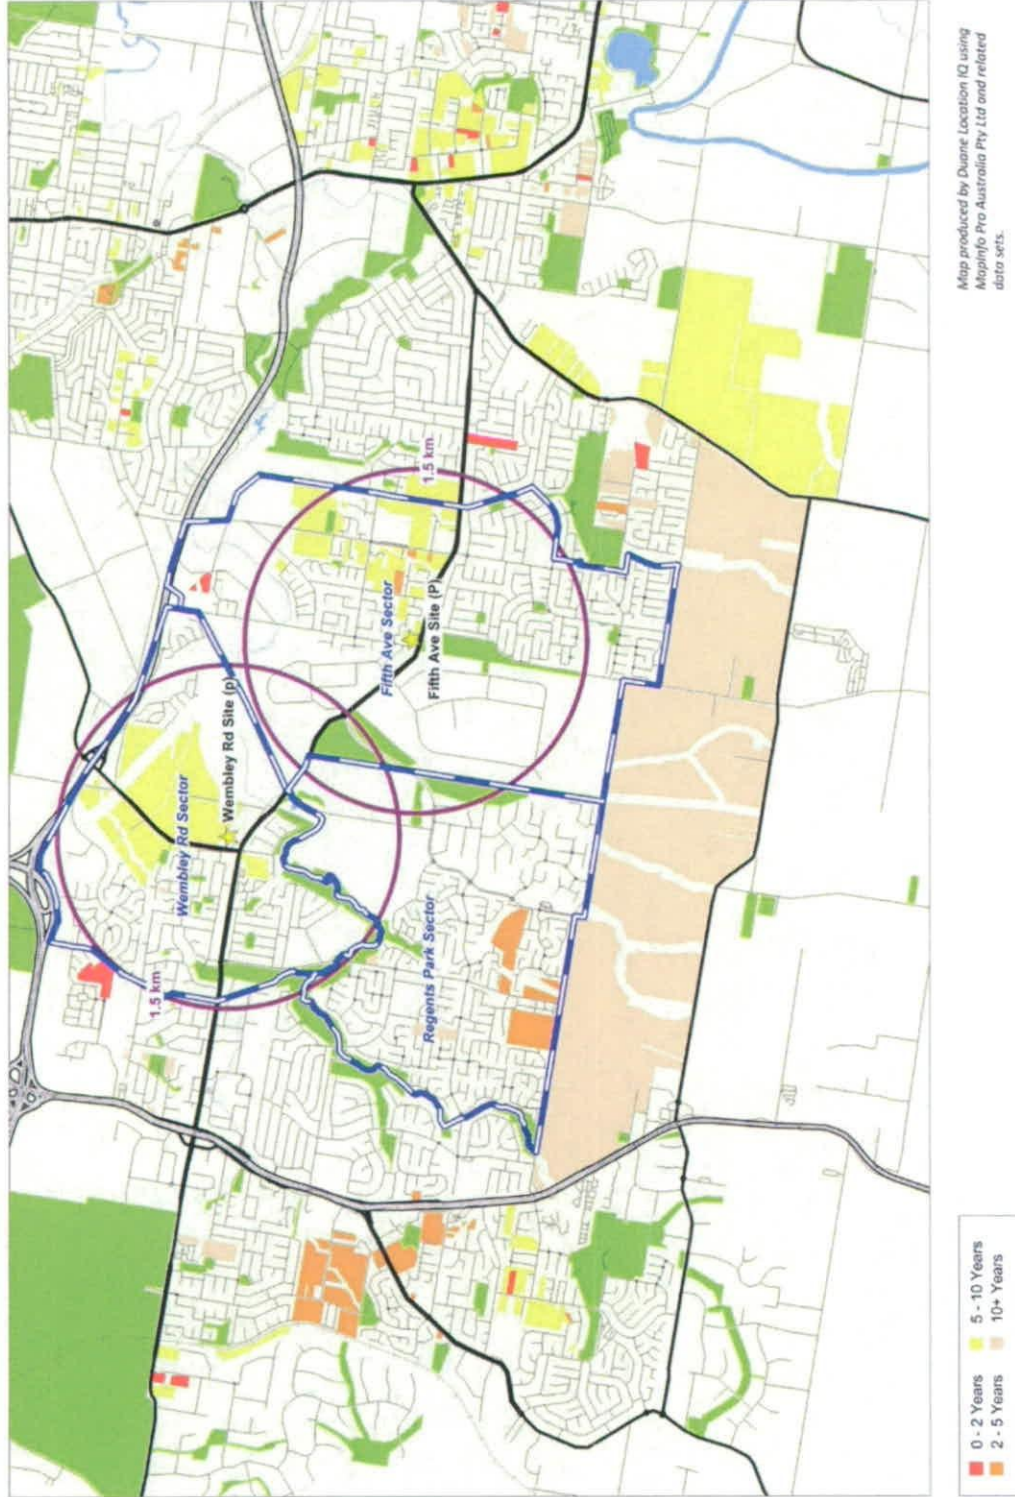 Wembley Rd Sector
Wembley Rd Site (p)
1.5 km
Fifth Ave Sector
Fifth Ave Site (P)
1.5 km
Regents Park Sector
0 - 2 Years
5 - 10 Years
2 - 5 Years
10+ Years
Map produced by Duane Location IQ using
MapInfo Pro Australia Pty Ltd and related
data sets.